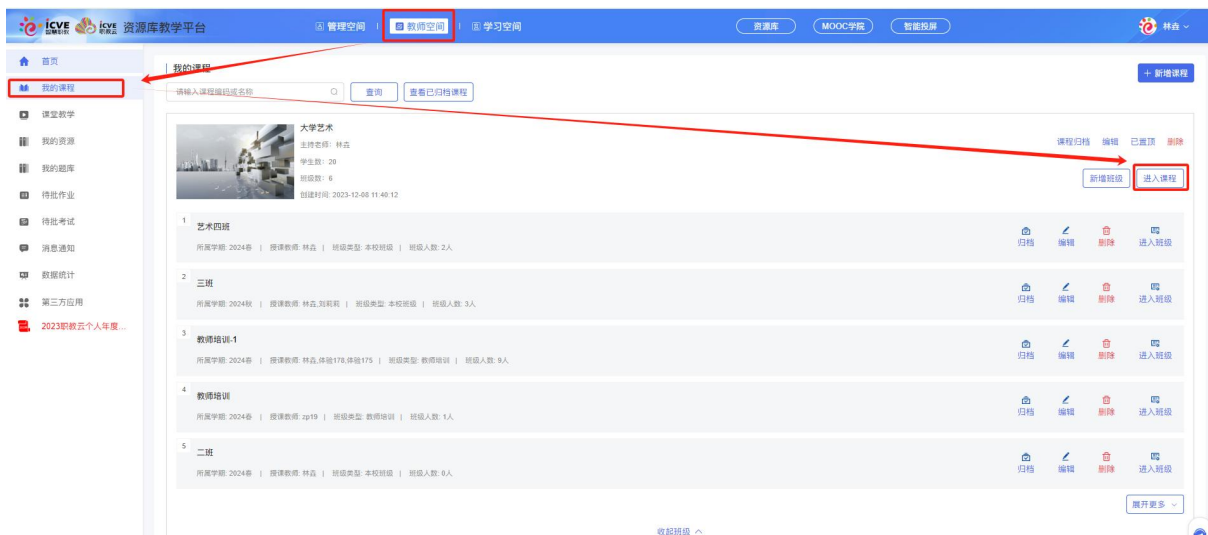 icve 智慧职教 icve 职教云 资源库教学平台
管理空间 | 教师空间 | 学习空间
资源库 MOOC学院 智能投屏
林垚
首页
我的课程
课堂教学
我的资源
我的题库
待批作业
待批考试
消息通知
数据统计
第三方应用
2023职教云个人年度...
我的课程
+ 新增课程
请输入课程编码或名称 查询 查看已归档课程
大学艺术
主持老师: 林垚
学生数: 20
班级数: 6
创建时间: 2023-12-08 11:40:12
课程归档 编辑 已置顶 删除
新增班级 进入课程
1 艺术四班
所属学期: 2024春 | 授课教师: 林垚 | 班级类型: 本校班级 | 班级人数: 2人
归档 编辑 删除 进入班级
2 三班
所属学期: 2024秋 | 授课教师: 林垚,刘莉莉 | 班级类型: 本校班级 | 班级人数: 3人
归档 编辑 删除 进入班级
3 教师培训-1
所属学期: 2024春 | 授课教师: 林垚,体验178,体验175 | 班级类型: 教师培训 | 班级人数: 9人
归档 编辑 删除 进入班级
4 教师培训
所属学期: 2024春 | 授课教师: zp19 | 班级类型: 教师培训 | 班级人数: 1人
归档 编辑 删除 进入班级
5 二班
所属学期: 2024春 | 授课教师: 林垚 | 班级类型: 本校班级 | 班级人数: 0人
归档 编辑 删除 进入班级
展开更多
收起班级